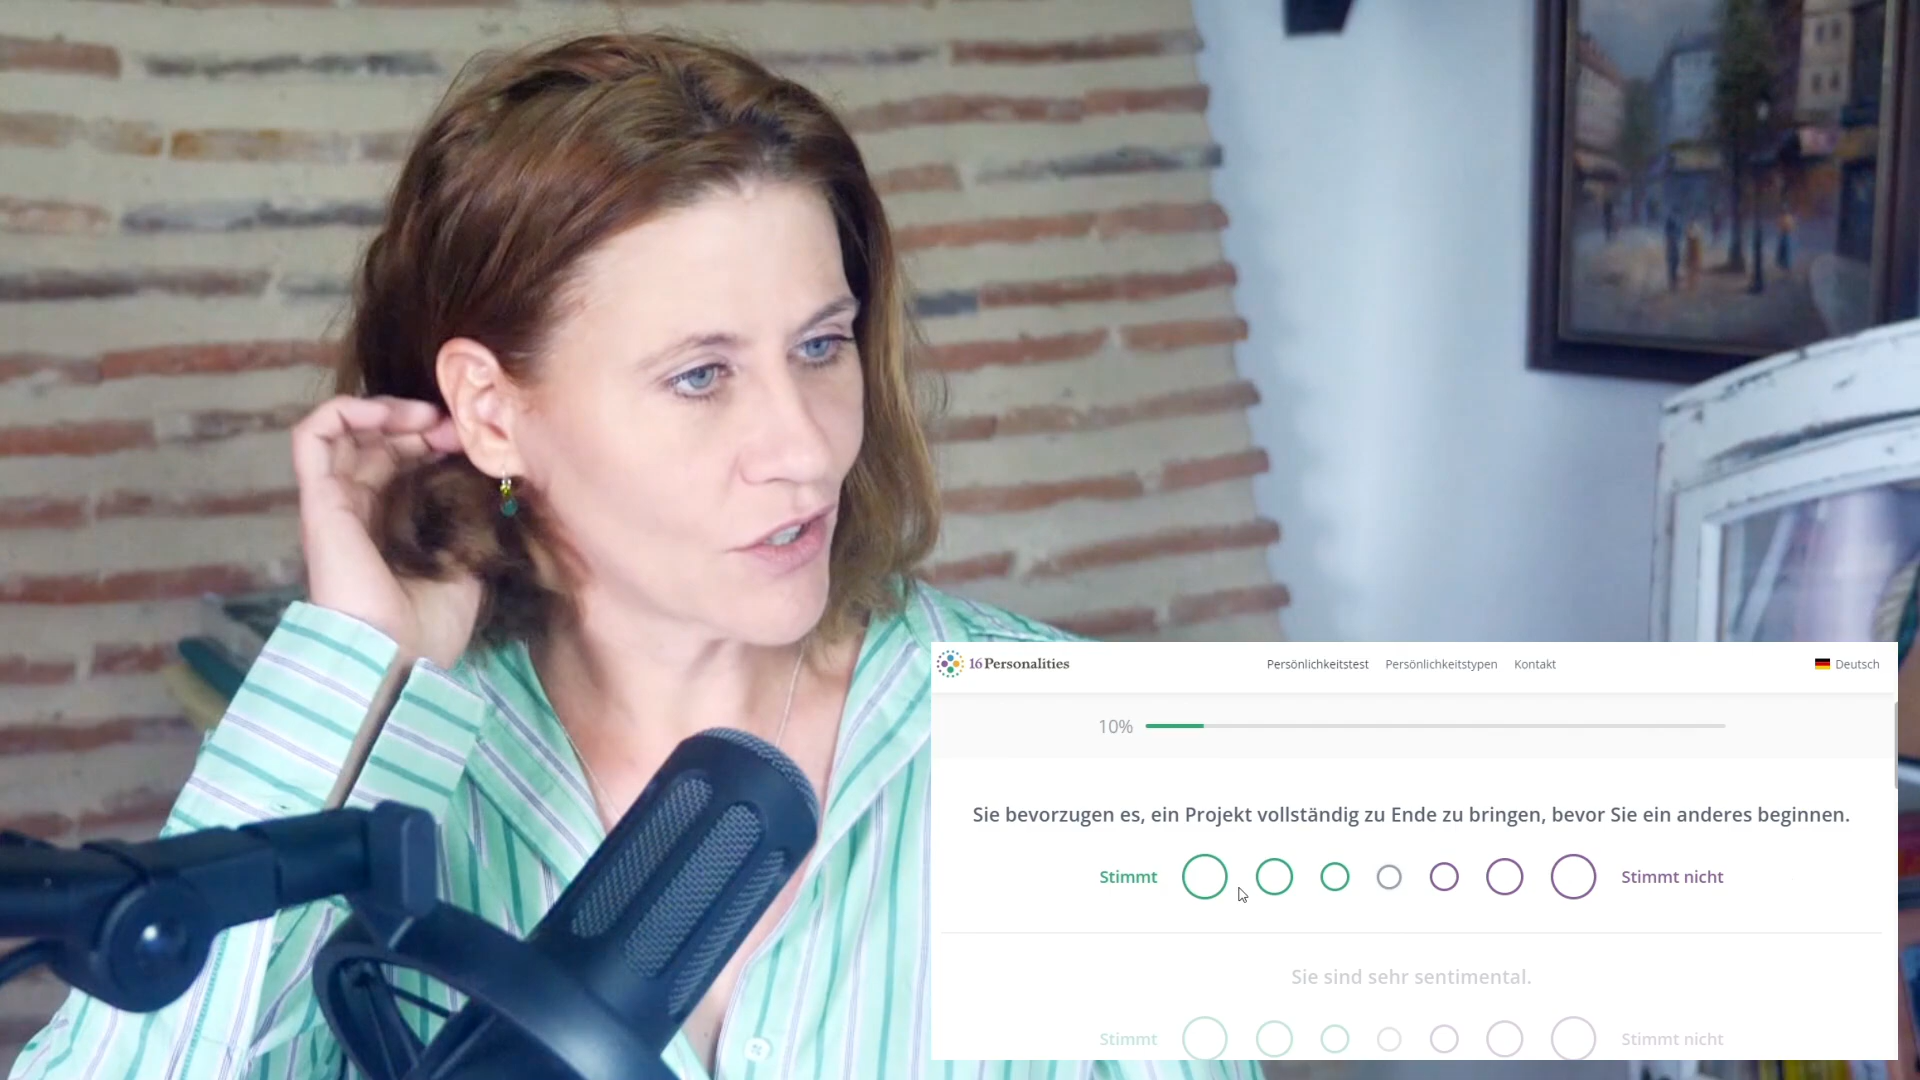 16Personalities
Persönlichkeitstest Persönlichkeitstypen Kontakt
Deutsch
10%
Sie bevorzugen es, ein Projekt vollständig zu Ende zu bringen, bevor Sie ein anderes beginnen.
Stimmt Stimmt nicht
Sie sind sehr sentimental.
Stimmt Stimmt nicht